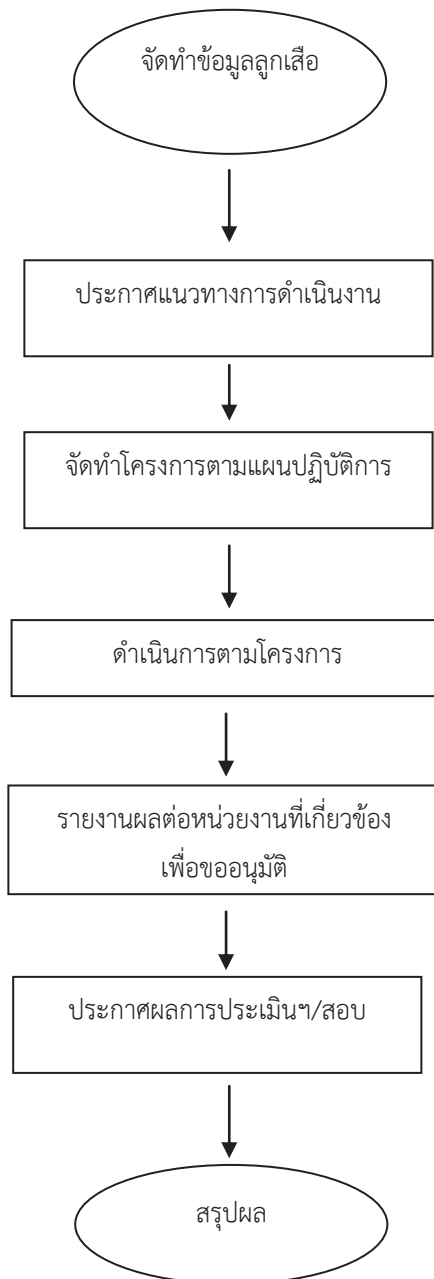 จัดทำข้อมูลลูกเสือ
ประกาศแนวทางการดำเนินงาน
จัดทำโครงการตามแผนปฏิบัติการ
ดำเนินการตามโครงการ
รายงานผลต่อหน่วยงานที่เกี่ยวข้อง
เพื่อขออนุมัติ
ประกาศผลการประเมินฯ/สอบ
สรุปผล